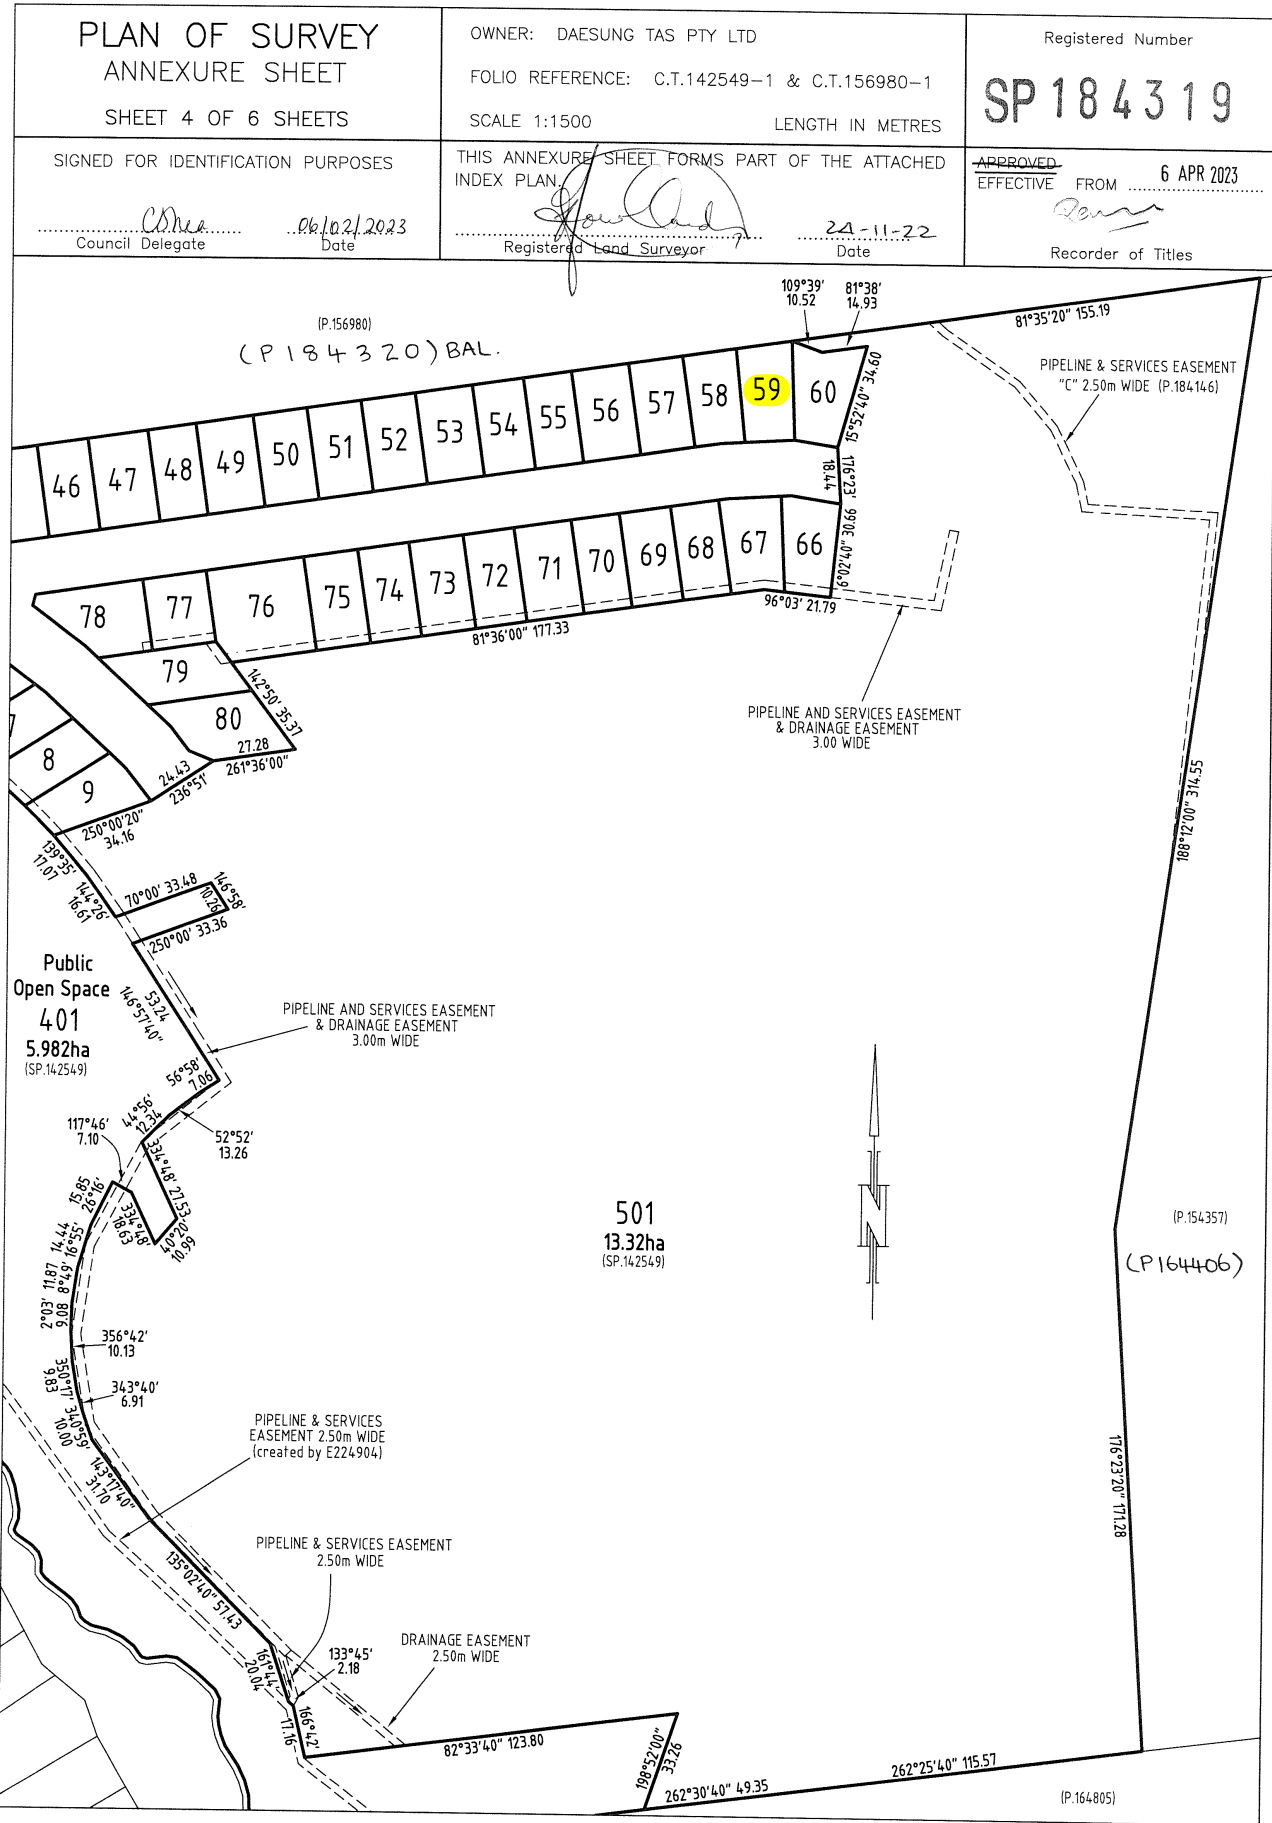 PLAN OF SURVEY
ANNEXURE SHEET
SHEET 4 OF 6 SHEETS
OWNER: DAESUNG TAS PTY LTD
FOLIO REFERENCE: C.T.142549-1 & C.T.156980-1
SCALE 1:1500 LENGTH IN METRES
Registered Number
SP184319
SIGNED FOR IDENTIFICATION PURPOSES
06/02/2023
Council Delegate Date
THIS ANNEXURE SHEET FORMS PART OF THE ATTACHED
INDEX PLAN.
24-11-22
Registered Land Surveyor Date
APPROVED
EFFECTIVE FROM 6 APR 2023
Recorder of Titles
(P.156980)
(P184320) BAL.
109°39'
10.52
81°38'
14.93
81°35'20" 155.19
PIPELINE & SERVICES EASEMENT
"C" 2.50m WIDE (P.184146)
46
47
48
49
50
51
52
53
54
55
56
57
58
59
60
15°52'40" 34.60
176°23'
18.44
6°02'40" 30.66
78
77
76
75
74
73
72
71
70
69
68
67
66
96°03' 21.79
81°36'00" 177.33
79
80
142°50' 35.37
27.28
261°36'00"
24.43
236°51'
7
8
9
250°00'20"
34.16
PIPELINE AND SERVICES EASEMENT
& DRAINAGE EASEMENT
3.00 WIDE
188°12'00" 314.55
139°35'
17.07
144°26'
16.61
70°00' 33.48
146°58'
10.26
250°00' 33.36
Public
Open Space
401
5.982ha
(SP.142549)
53.24
146°57'40"
PIPELINE AND SERVICES EASEMENT
& DRAINAGE EASEMENT
3.00m WIDE
56°58'
7.06
44°56'
12.34
52°52'
13.26
117°46'
7.10
334°48' 27.53
334°48'
18.63
40°20'
10.99
15.85
26°16'
14.44
16°55'
11.87
8°49'
2°03'
9.08
356°42'
10.13
350°17'
9.83
343°40'
6.91
340°59'
10.00
501
13.32ha
(SP.142549)
N
(P.154357)
(P164406)
143°17'40"
31.70
PIPELINE & SERVICES
EASEMENT 2.50m WIDE
(created by E224904)
176°23'20" 171.28
PIPELINE & SERVICES EASEMENT
2.50m WIDE
135°02'40" 57.43
DRAINAGE EASEMENT
2.50m WIDE
161°44'
20.04
133°45'
2.18
166°42'
17.16
82°33'40" 123.80
198°52'00"
33.26
262°30'40" 49.35
262°25'40" 115.57
(P.164805)